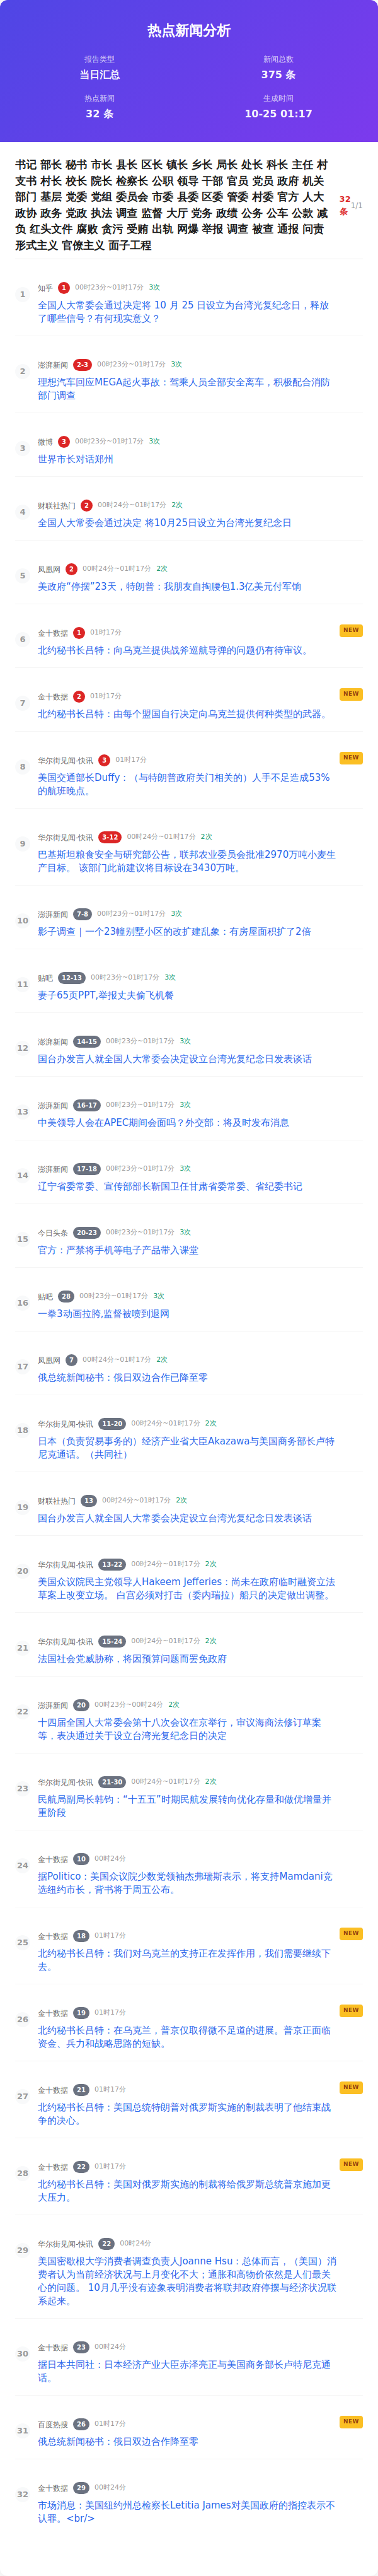 热点新闻分析
报告类型
当日汇总
新闻总数
375 条
热点新闻
32 条
生成时间
10-25 01:17
书记 部长 秘书 市长 县长 区长 镇长 乡长 局长 处长 科长 主任 村
支书 村长 校长 院长 检察长 公职 领导 干部 官员 党员 政府 机关
部门 基层 党委 党组 委员会 市委 县委 区委 管委 村委 官方 人大
政协 政务 党政 执法 调查 监督 大厅 党务 政绩 公务 公车 公款 减
负 红头文件 腐败 贪污 受贿 出轨 网爆 举报 调查 被查 通报 问责
形式主义 官僚主义 面子工程
32
条
1/1
1
知乎 1 00时23分~01时17分 3次
全国人大常委会通过决定将 10 月 25 日设立为台湾光复纪念日，释放
了哪些信号？有何现实意义？
2
澎湃新闻 2-3 00时23分~01时17分 3次
理想汽车回应MEGA起火事故：驾乘人员全部安全离车，积极配合消防
部门调查
3
微博 3 00时23分~01时17分 3次
世界市长对话郑州
4
财联社热门 2 00时24分~01时17分 2次
全国人大常委会通过决定 将10月25日设立为台湾光复纪念日
5
凤凰网 2 00时24分~01时17分 2次
美政府“停摆”23天，特朗普：我朋友自掏腰包1.3亿美元付军饷
6
金十数据 1 01时17分
NEW
北约秘书长吕特：向乌克兰提供战斧巡航导弹的问题仍有待审议。
7
金十数据 2 01时17分
NEW
北约秘书长吕特：由每个盟国自行决定向乌克兰提供何种类型的武器。
8
华尔街见闻-快讯 3 01时17分
NEW
美国交通部长Duffy：（与特朗普政府关门相关的）人手不足造成53%
的航班晚点。
9
华尔街见闻-快讯 3-12 00时24分~01时17分 2次
巴基斯坦粮食安全与研究部公告，联邦农业委员会批准2970万吨小麦生
产目标。 该部门此前建议将目标设在3430万吨。
10
澎湃新闻 7-8 00时23分~01时17分 3次
影子调查｜一个23幢别墅小区的改扩建乱象：有房屋面积扩了2倍
11
贴吧 12-13 00时23分~01时17分 3次
妻子65页PPT,举报丈夫偷飞机餐
12
澎湃新闻 14-15 00时23分~01时17分 3次
国台办发言人就全国人大常委会决定设立台湾光复纪念日发表谈话
13
澎湃新闻 16-17 00时23分~01时17分 3次
中美领导人会在APEC期间会面吗？外交部：将及时发布消息
14
澎湃新闻 17-18 00时23分~01时17分 3次
辽宁省委常委、宣传部部长靳国卫任甘肃省委常委、省纪委书记
15
今日头条 20-23 00时23分~01时17分 3次
官方：严禁将手机等电子产品带入课堂
16
贴吧 28 00时23分~01时17分 3次
一拳3动画拉胯,监督被喷到退网
17
凤凰网 7 00时24分~01时17分 2次
俄总统新闻秘书：俄日双边合作已降至零
18
华尔街见闻-快讯 11-20 00时24分~01时17分 2次
日本（负责贸易事务的）经济产业省大臣Akazawa与美国商务部长卢特
尼克通话。（共同社）
19
财联社热门 13 00时24分~01时17分 2次
国台办发言人就全国人大常委会决定设立台湾光复纪念日发表谈话
20
华尔街见闻-快讯 13-22 00时24分~01时17分 2次
美国众议院民主党领导人Hakeem Jefferies：尚未在政府临时融资立法
草案上改变立场。 白宫必须对打击（委内瑞拉）船只的决定做出调整。
21
华尔街见闻-快讯 15-24 00时24分~01时17分 2次
法国社会党威胁称，将因预算问题而罢免政府
22
澎湃新闻 20 00时23分~00时24分 2次
十四届全国人大常委会第十八次会议在京举行，审议海商法修订草案
等，表决通过关于设立台湾光复纪念日的决定
23
华尔街见闻-快讯 21-30 00时24分~01时17分 2次
民航局副局长韩钧：“十五五”时期民航发展转向优化存量和做优增量并
重阶段
24
金十数据 10 00时24分
据Politico：美国众议院少数党领袖杰弗瑞斯表示，将支持Mamdani竞
选纽约市长，背书将于周五公布。
25
金十数据 18 01时17分
NEW
北约秘书长吕特：我们对乌克兰的支持正在发挥作用，我们需要继续下
去。
26
金十数据 19 01时17分
NEW
北约秘书长吕特：在乌克兰，普京仅取得微不足道的进展。普京正面临
资金、兵力和战略思路的短缺。
27
金十数据 21 01时17分
NEW
北约秘书长吕特：美国总统特朗普对俄罗斯实施的制裁表明了他结束战
争的决心。
28
金十数据 22 01时17分
NEW
北约秘书长吕特：美国对俄罗斯实施的制裁将给俄罗斯总统普京施加更
大压力。
29
华尔街见闻-快讯 22 00时24分
美国密歇根大学消费者调查负责人Joanne Hsu：总体而言，（美国）消
费者认为当前经济状况与上月变化不大；通胀和高物价依然是人们最关
心的问题。 10月几乎没有迹象表明消费者将联邦政府停摆与经济状况联
系起来。
30
金十数据 23 00时24分
据日本共同社：日本经济产业大臣赤泽亮正与美国商务部长卢特尼克通
话。
31
百度热搜 26 01时17分
NEW
俄总统新闻秘书：俄日双边合作降至零
32
金十数据 29 00时24分
市场消息：美国纽约州总检察长Letitia James对美国政府的指控表示不
认罪。<br/>